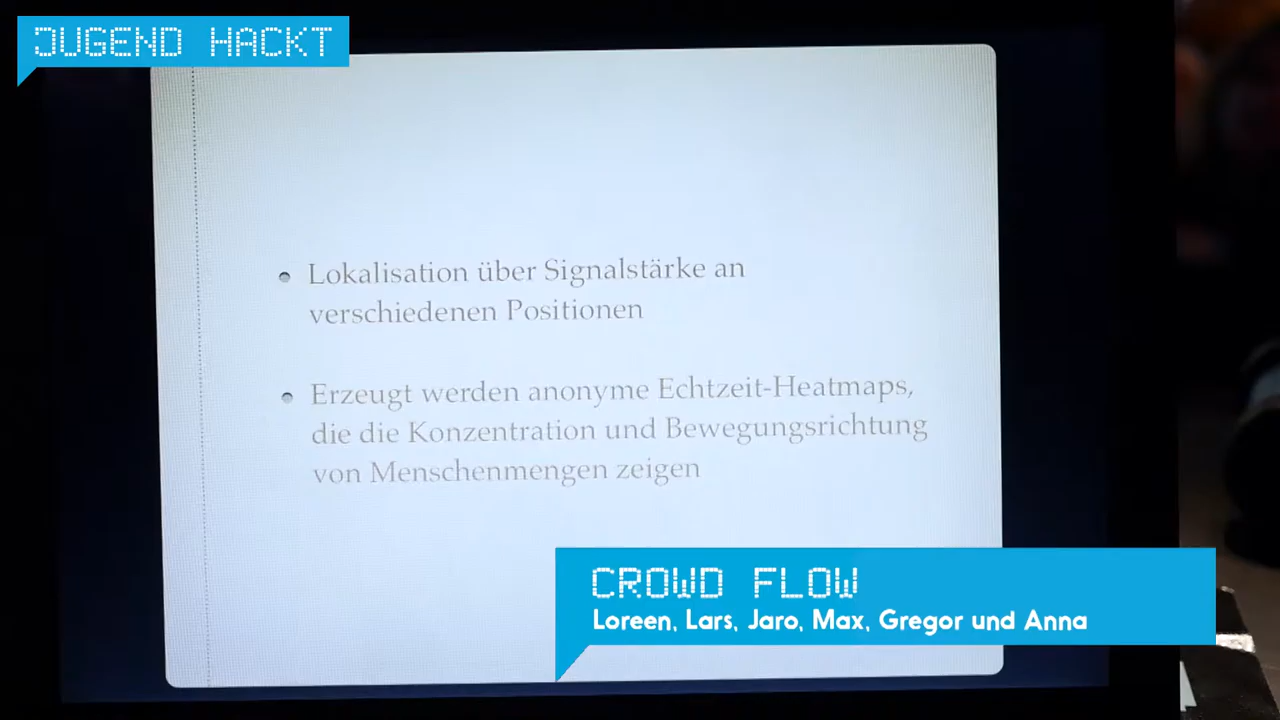 JUGEND HACKT
Lokalisation über Signalstärke an
verschiedenen Positionen
Erzeugt werden anonyme Echtzeit-Heatmaps,
die die Konzentration und Bewegungsrichtung
von Menschenmengen zeigen
CROWD FLOW
Loreen, Lars, Jaro, Max, Gregor und Anna